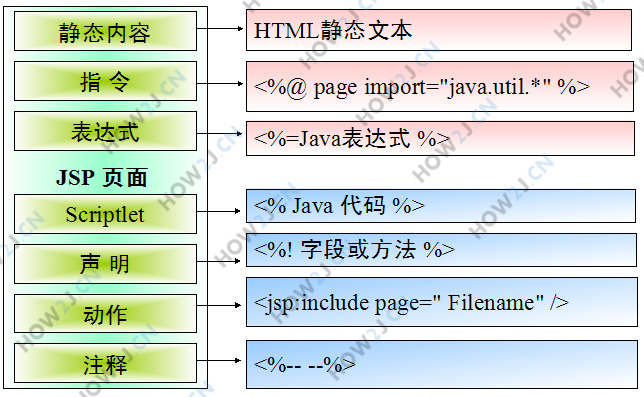 静态内容 HTML静态文本
指令 <%@ page import="java.util.*" %>
表达式 <%=Java表达式 %>
JSP 页面
Scriptlet <% Java 代码 %>
声明 <%! 字段或方法 %>
动作 <jsp:include page=" Filename" />
注释 <%-- --%>
HOW2J.CN